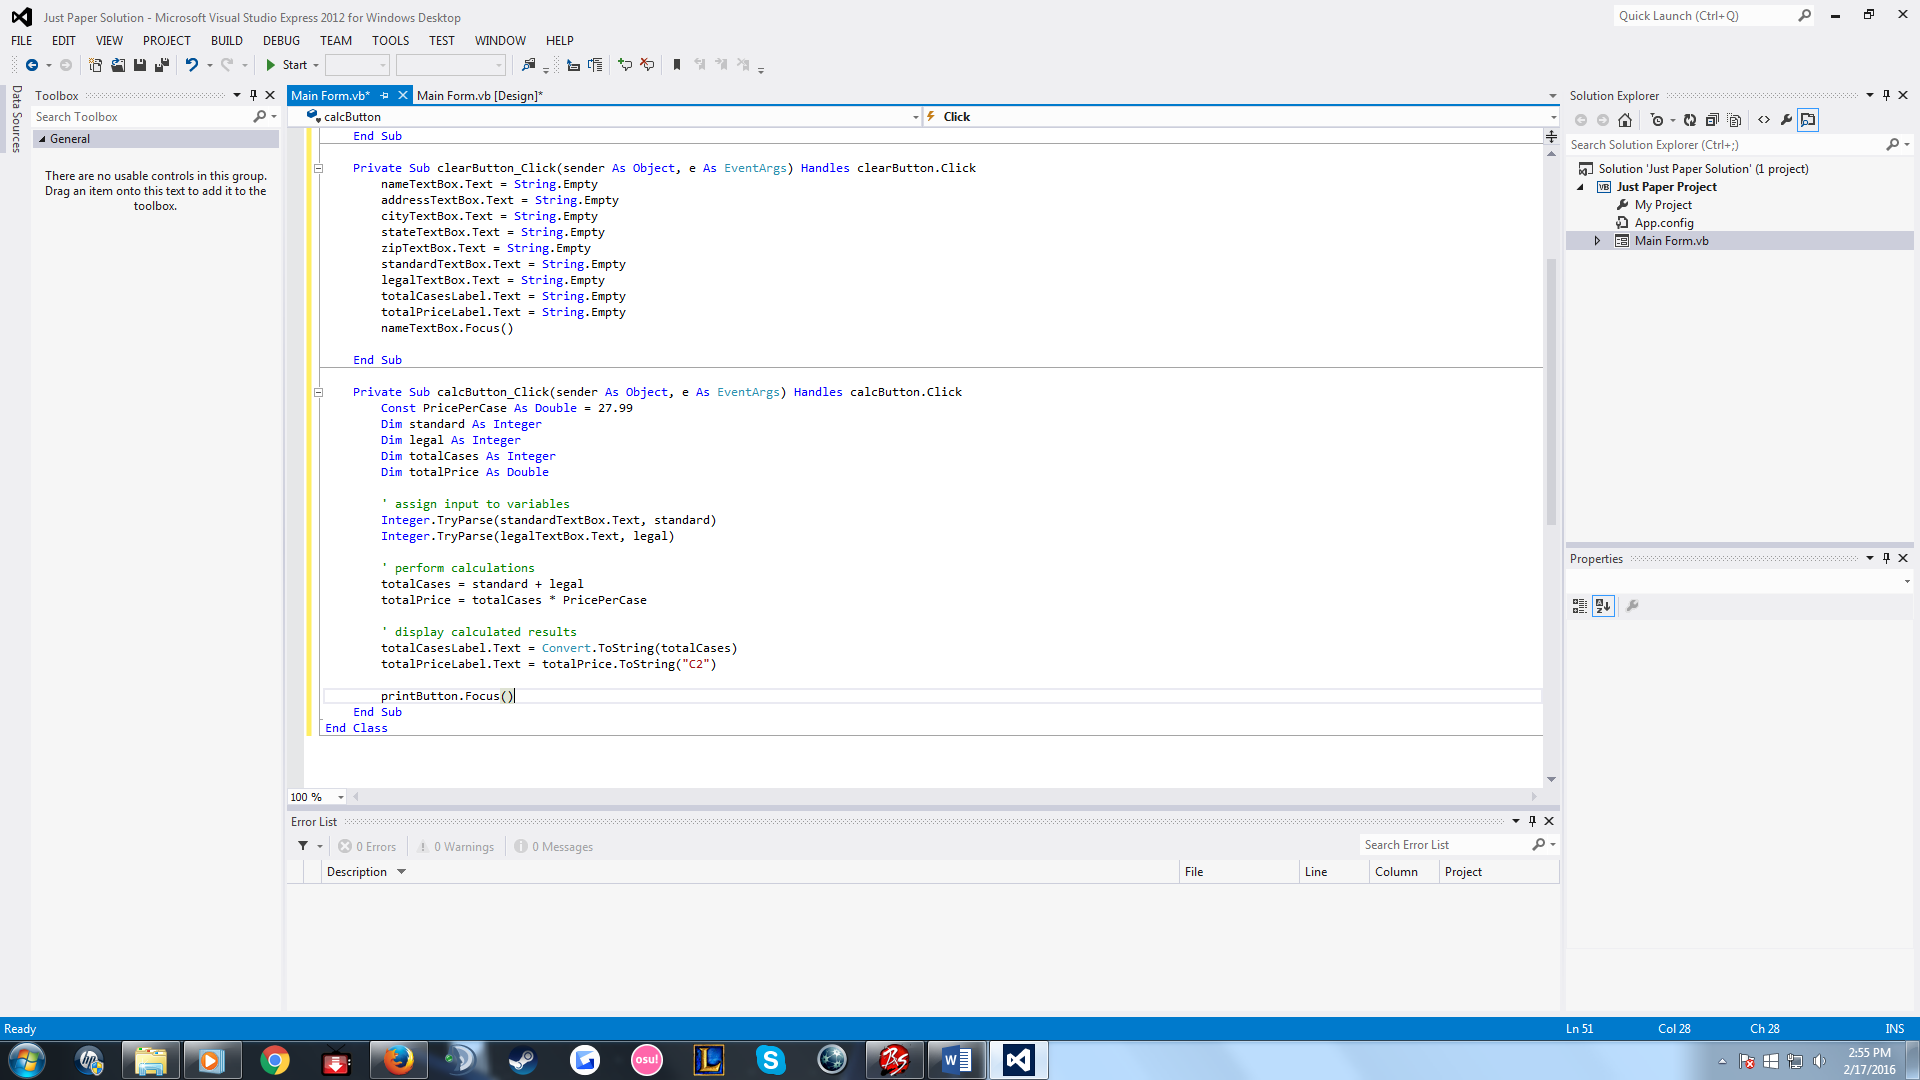 Just Paper Solution - Microsoft Visual Studio Express 2012 for Windows Desktop
Quick Launch (Ctrl+Q)
FILE EDIT VIEW PROJECT BUILD DEBUG TEAM TOOLS TEST WINDOW HELP
Start
Data Sources
Toolbox
Search Toolbox
General
There are no usable controls in this group.
Drag an item onto this text to add it to the
toolbox.
Main Form.vb* Main Form.vb [Design]*
calcButton Click
End Sub
Private Sub clearButton_Click(sender As Object, e As EventArgs) Handles clearButton.Click
nameTextBox.Text = String.Empty
addressTextBox.Text = String.Empty
cityTextBox.Text = String.Empty
stateTextBox.Text = String.Empty
zipTextBox.Text = String.Empty
standardTextBox.Text = String.Empty
legalTextBox.Text = String.Empty
totalCasesLabel.Text = String.Empty
totalPriceLabel.Text = String.Empty
nameTextBox.Focus()
End Sub
Private Sub calcButton_Click(sender As Object, e As EventArgs) Handles calcButton.Click
Const PricePerCase As Double = 27.99
Dim standard As Integer
Dim legal As Integer
Dim totalCases As Integer
Dim totalPrice As Double
' assign input to variables
Integer.TryParse(standardTextBox.Text, standard)
Integer.TryParse(legalTextBox.Text, legal)
' perform calculations
totalCases = standard + legal
totalPrice = totalCases * PricePerCase
' display calculated results
totalCasesLabel.Text = Convert.ToString(totalCases)
totalPriceLabel.Text = totalPrice.ToString("C2")
printButton.Focus()
End Sub
End Class
100 %
Error List
0 Errors 0 Warnings 0 Messages
Search Error List
Description File Line Column Project
Solution Explorer
Search Solution Explorer (Ctrl+;)
Solution 'Just Paper Solution' (1 project)
VB Just Paper Project
My Project
App.config
Main Form.vb
Properties
Ready Ln 51 Col 28 Ch 28 INS
hp
osu!
L
S
BS
W
2:55 PM
2/17/2016